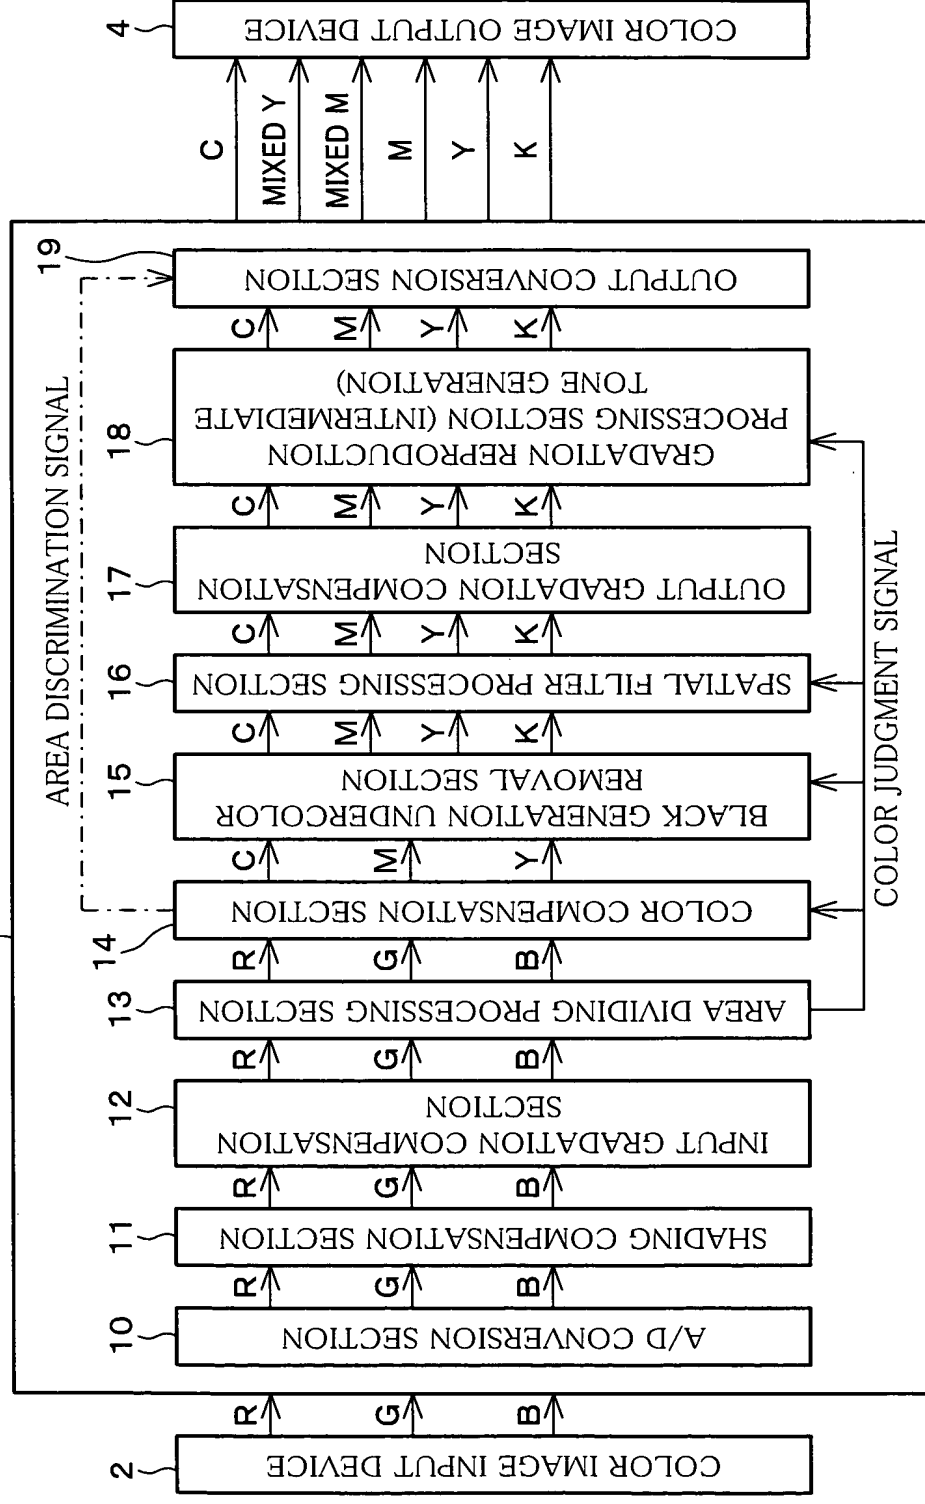 2
COLOR IMAGE INPUT DEVICE
R
G
B
10
A/D CONVERSION SECTION
R
G
B
11
SHADING COMPENSATION SECTION
R
G
B
12
INPUT GRADATION COMPENSATION
SECTION
R
G
B
13
AREA DIVIDING PROCESSING SECTION
R
G
B
14
COLOR COMPENSATION SECTION
C
M
Y
15
BLACK GENERATION UNDERCOLOR
REMOVAL SECTION
C
M
Y
K
16
SPATIAL FILTER PROCESSING SECTION
C
M
Y
K
17
OUTPUT GRADATION COMPENSATION
SECTION
C
M
Y
K
18
GRADATION REPRODUCTION
PROCESSING SECTION (INTERMEDIATE
TONE GENERATION)
C
M
Y
K
19
OUTPUT CONVERSION SECTION
AREA DISCRIMINATION SIGNAL
COLOR JUDGMENT SIGNAL
C
MIXED Y
MIXED M
M
Y
K
4
COLOR IMAGE OUTPUT DEVICE